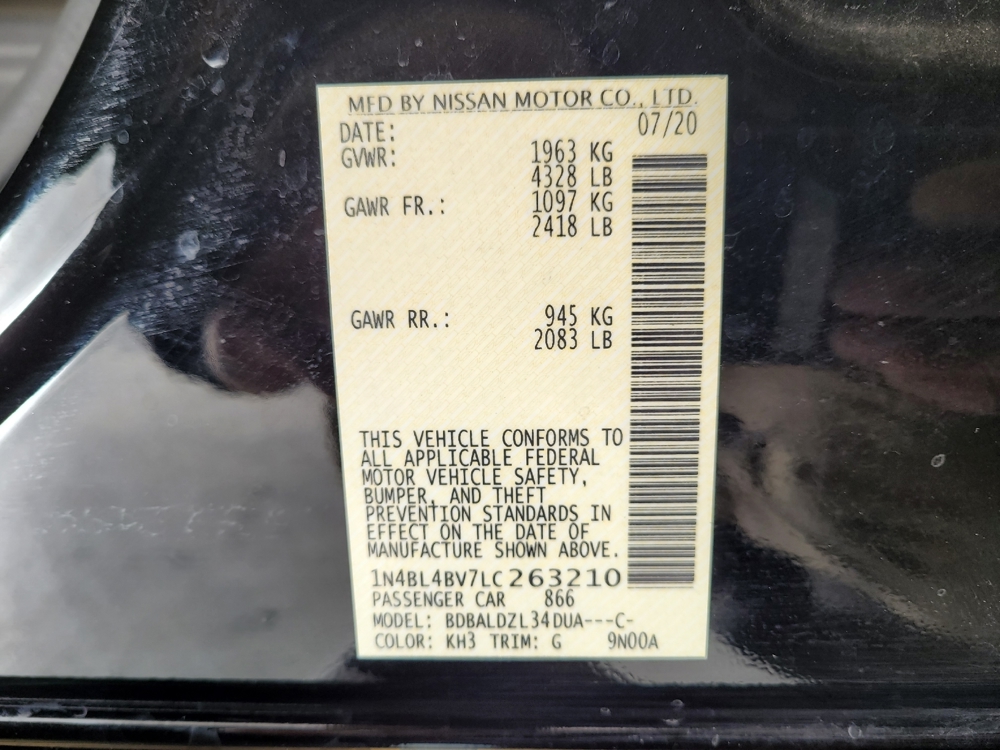 MFD BY NISSAN MOTOR CO., LTD.
DATE: 07/20
GVWR: 1963 KG
4328 LB
GAWR FR.: 1097 KG
2418 LB
GAWR RR.: 945 KG
2083 LB
THIS VEHICLE CONFORMS TO
ALL APPLICABLE FEDERAL
MOTOR VEHICLE SAFETY,
BUMPER, AND THEFT
PREVENTION STANDARDS IN
EFFECT ON THE DATE OF
MANUFACTURE SHOWN ABOVE.
1N4BL4BV7LC263210
PASSENGER CAR 866
MODEL: BDBALDZL34DUA---C-
COLOR: KH3 TRIM: G 9N00A